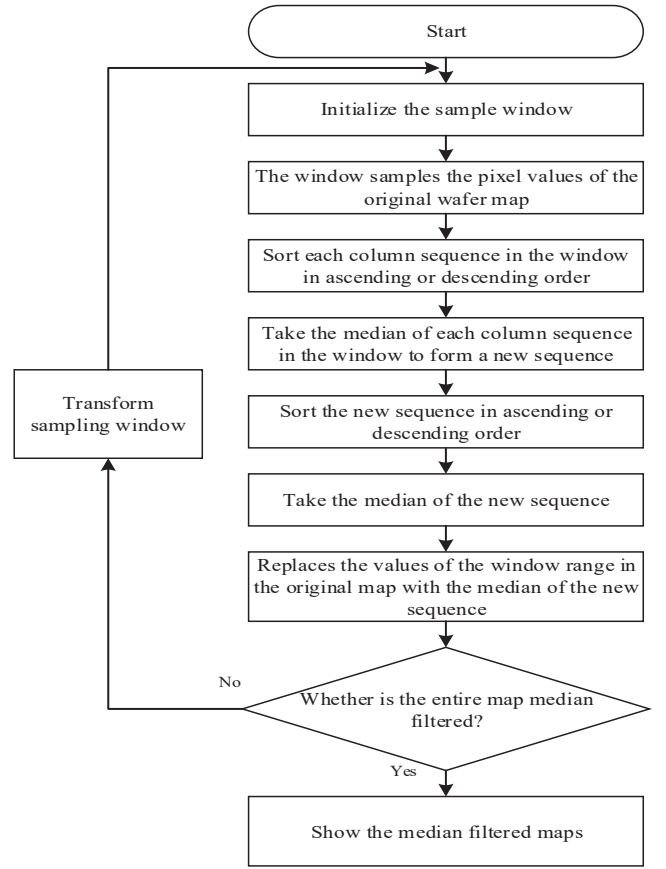 Start
Initialize the sample window
The window samples the pixel values of the
original wafer map
Sort each column sequence in the window
in ascending or descending order
Take the median of each column sequence
in the window to form a new sequence
Transform
sampling window
Sort the new sequence in ascending or
descending order
Take the median of the new sequence
Replaces the values of the window range in
the original map with the median of the new
sequence
No
Whether is the entire map median
filtered?
Yes
Show the median filtered maps